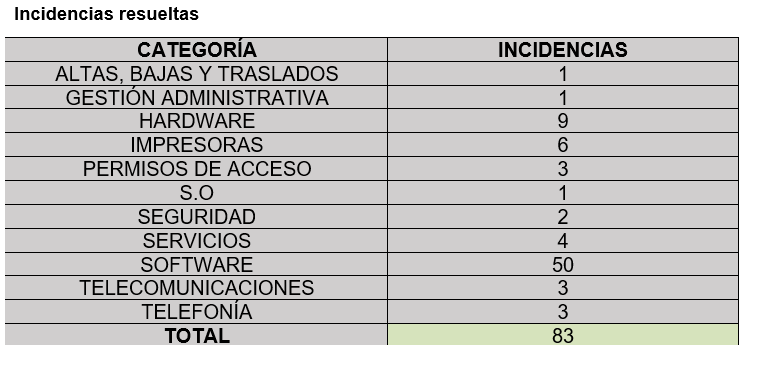 Incidencias resueltas
CATEGORÍA INCIDENCIAS
ALTAS, BAJAS Y TRASLADOS 1
GESTIÓN ADMINISTRATIVA 1
HARDWARE 9
IMPRESORAS 6
PERMISOS DE ACCESO 3
S.O 1
SEGURIDAD 2
SERVICIOS 4
SOFTWARE 50
TELECOMUNICACIONES 3
TELEFONÍA 3
TOTAL 83